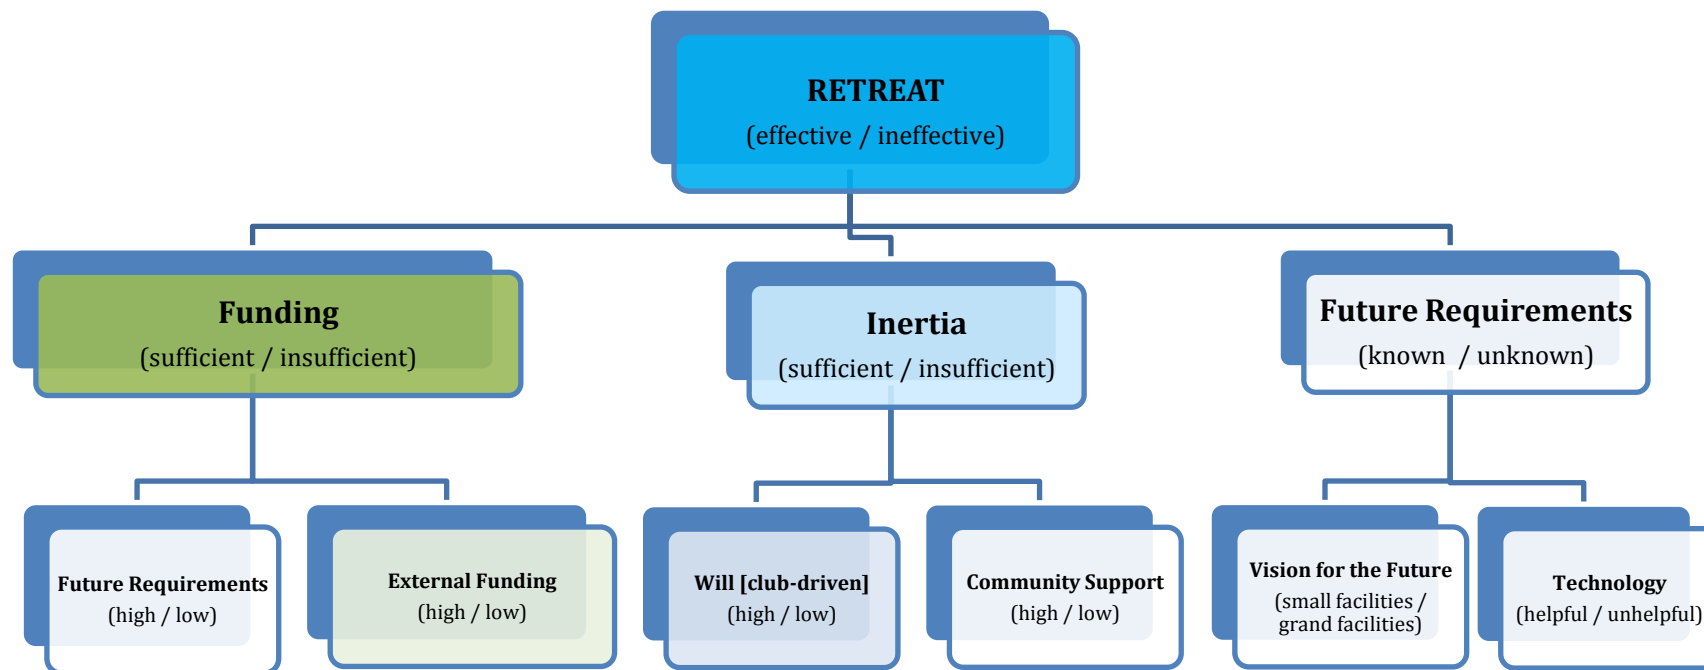 RETREAT
(effective / ineffective)
Funding
(sufficient / insufficient)
Inertia
(sufficient / insufficient)
Future Requirements
(known / unknown)
Future Requirements
(high / low)
External Funding
(high / low)
Will [club-driven]
(high / low)
Community Support
(high / low)
Vision for the Future
(small facilities /
grand facilities)
Technology
(helpful / unhelpful)